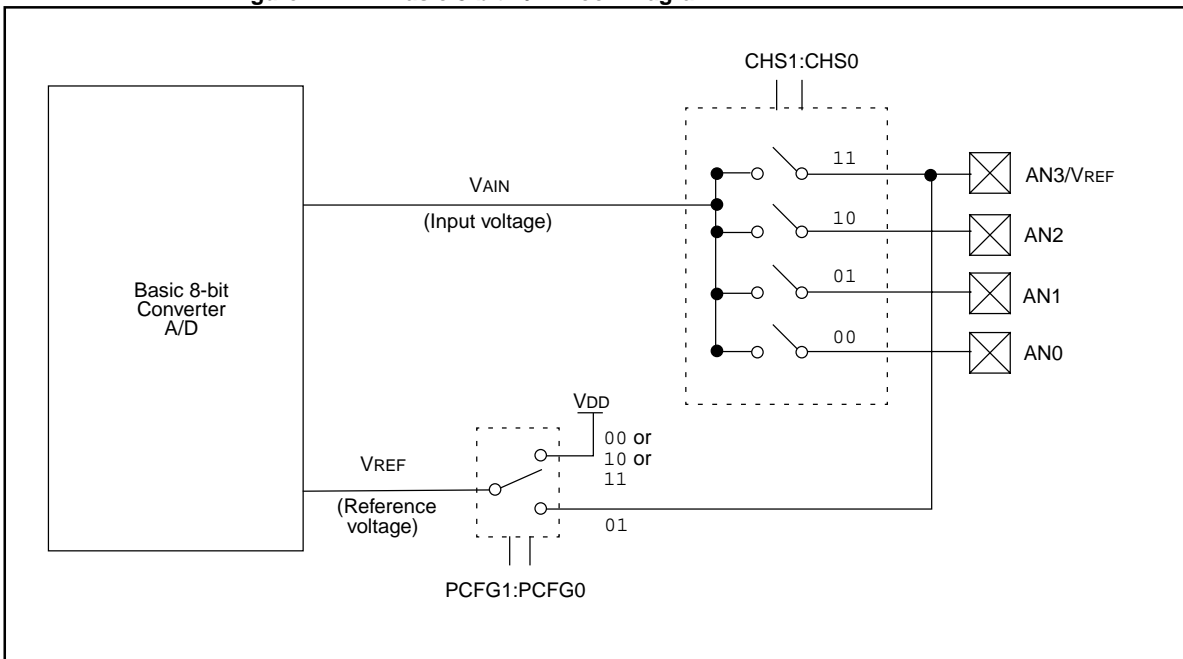 CHS1:CHS0
11
AN3/VREF
VAIN
(Input voltage)
10
AN2
01
AN1
Basic 8-bit
Converter
A/D
00
AN0
VDD
00 or
10 or
11
VREF
(Reference
voltage)
01
PCFG1:PCFG0